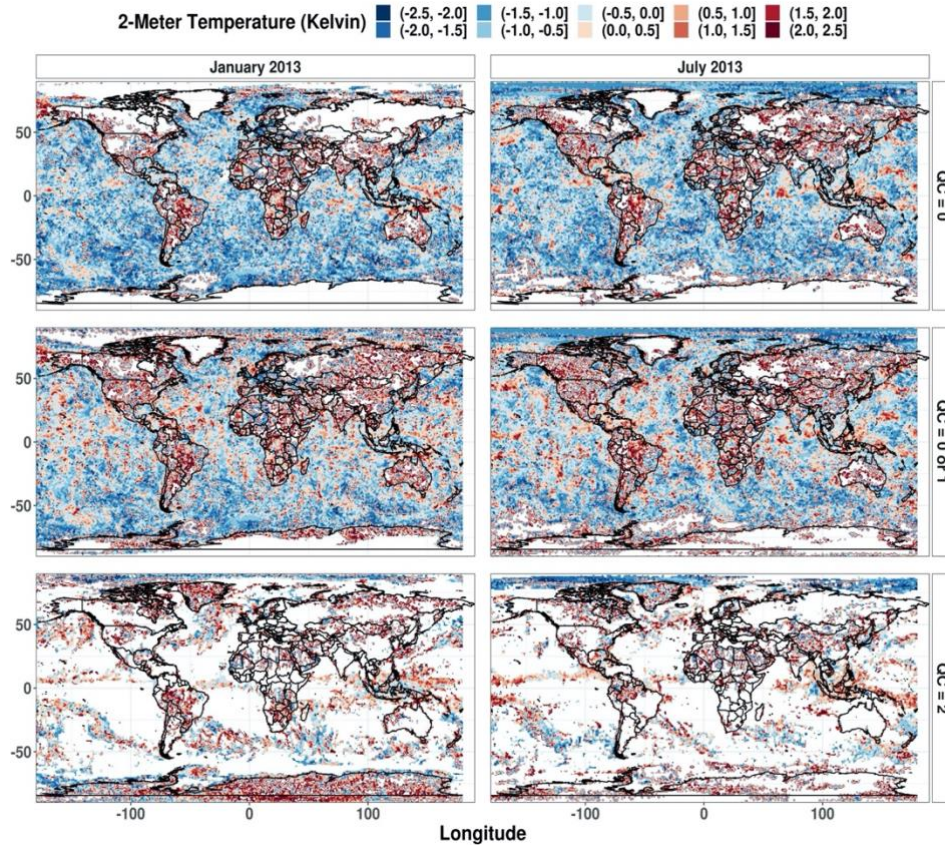 2-Meter Temperature (Kelvin)
(-2.5, -2.0] (-1.5, -1.0] (-0.5, 0.0] (0.5, 1.0] (1.5, 2.0]
(-2.0, -1.5] (-1.0, -0.5] (0.0, 0.5] (1.0, 1.5] (2.0, 2.5]
January 2013 July 2013
50
0
-50
50
0
-50
50
0
-50
-100 0 100 -100 0 100
Longitude